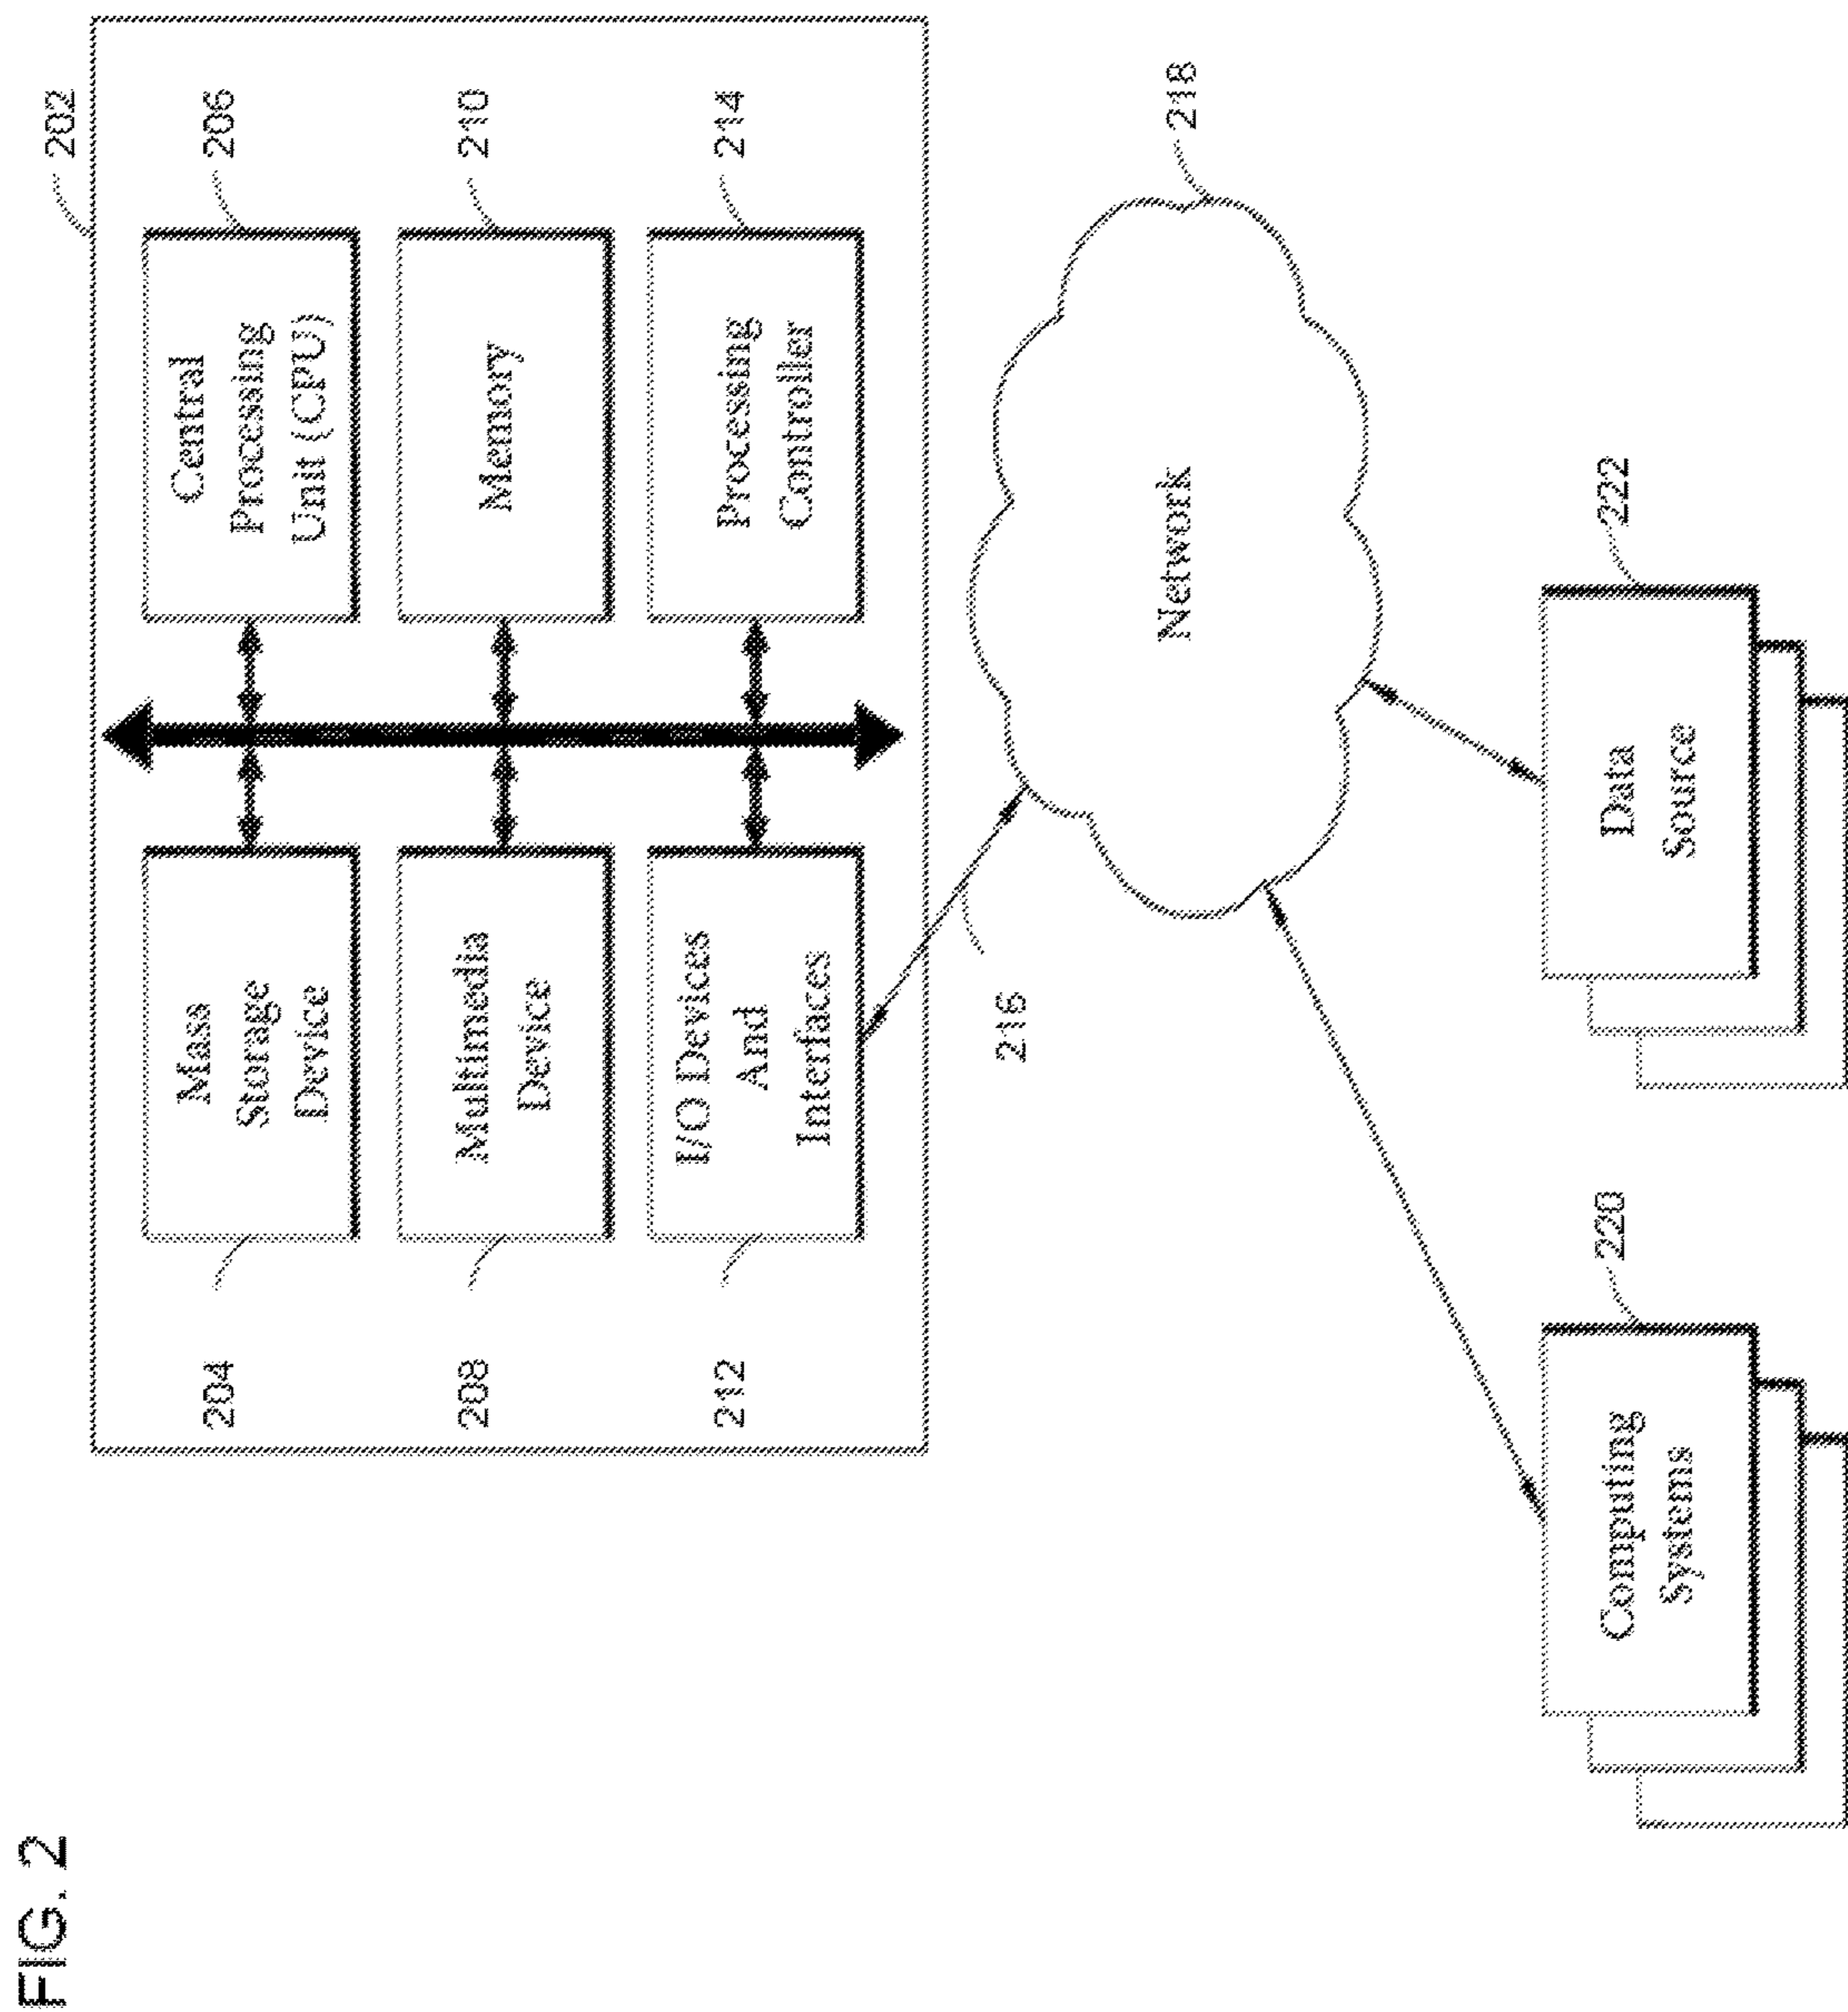 FIG. 2
202
204
Mass
Storage
Device
Central
Processing
Unit (CPU)
206
208
Multimedia
Device
Memory
210
212
I/O Devices
And
Interfaces
Processing
Controller
214
216
Network
218
Computing
Systems
220
Data
Source
222